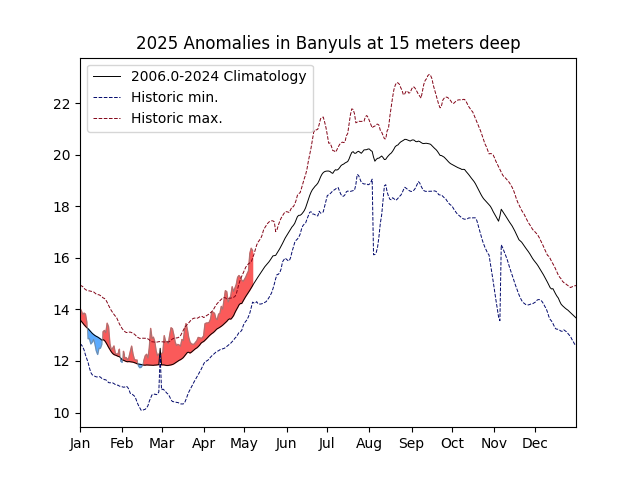 2025 Anomalies in Banyuls at 15 meters deep
2006.0-2024 Climatology
Historic min.
Historic max.
22
20
18
16
14
12
10
Jan Feb Mar Apr May Jun Jul Aug Sep Oct Nov Dec